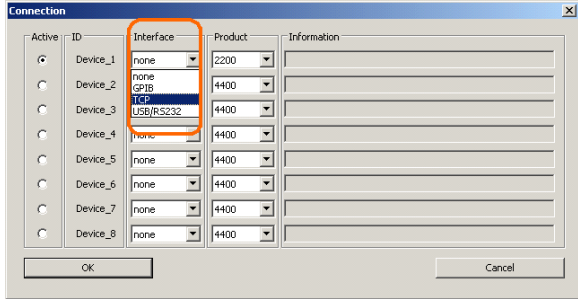 Connection
Active ID Interface Product Information
Device_1 none 2200
none
GPIB
TCP
USB/RS232
Device_2 4400
Device_3 4400
Device_4 none 4400
Device_5 none 4400
Device_6 none 4400
Device_7 none 4400
Device_8 none 4400
OK Cancel